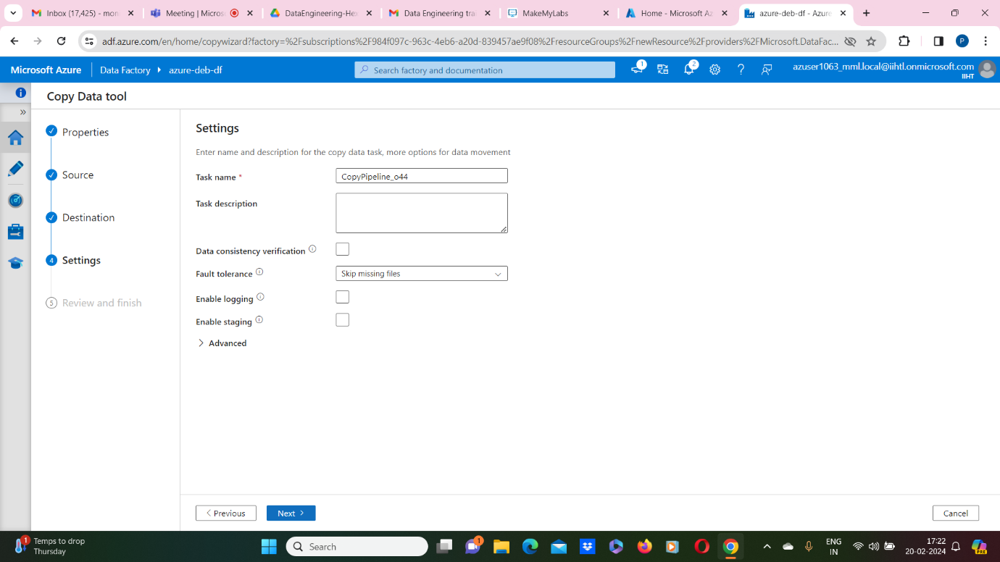 Inbox (17,425) - mon
Meeting | Micros
DataEngineering-Hex
Data Engineering trai
MakeMyLabs
Home - Microsoft Az
azure-deb-df - Azure
adf.azure.com/en/home/copywizard?factory=%2Fsubscriptions%2F984f097c-963c-4eb6-a20d-839457ae9f08%2FresourceGroups%2FnewResource%2Fproviders%2FMicrosoft.DataFac...
P
Microsoft Azure
Data Factory
azure-deb-df
Search factory and documentation
1
2
azuser1063_mml.local@iihtl.onmicrosoft.com
IIHT
Copy Data tool
Properties
Source
Destination
4 Settings
5 Review and finish
Settings
Enter name and description for the copy data task, more options for data movement
Task name *
CopyPipeline_o44
Task description
Data consistency verification
Fault tolerance
Skip missing files
Enable logging
Enable staging
Advanced
Previous
Next
Cancel
1
Temps to drop
Thursday
Search
1
ENG
IN
17:22
20-02-2024
PRE